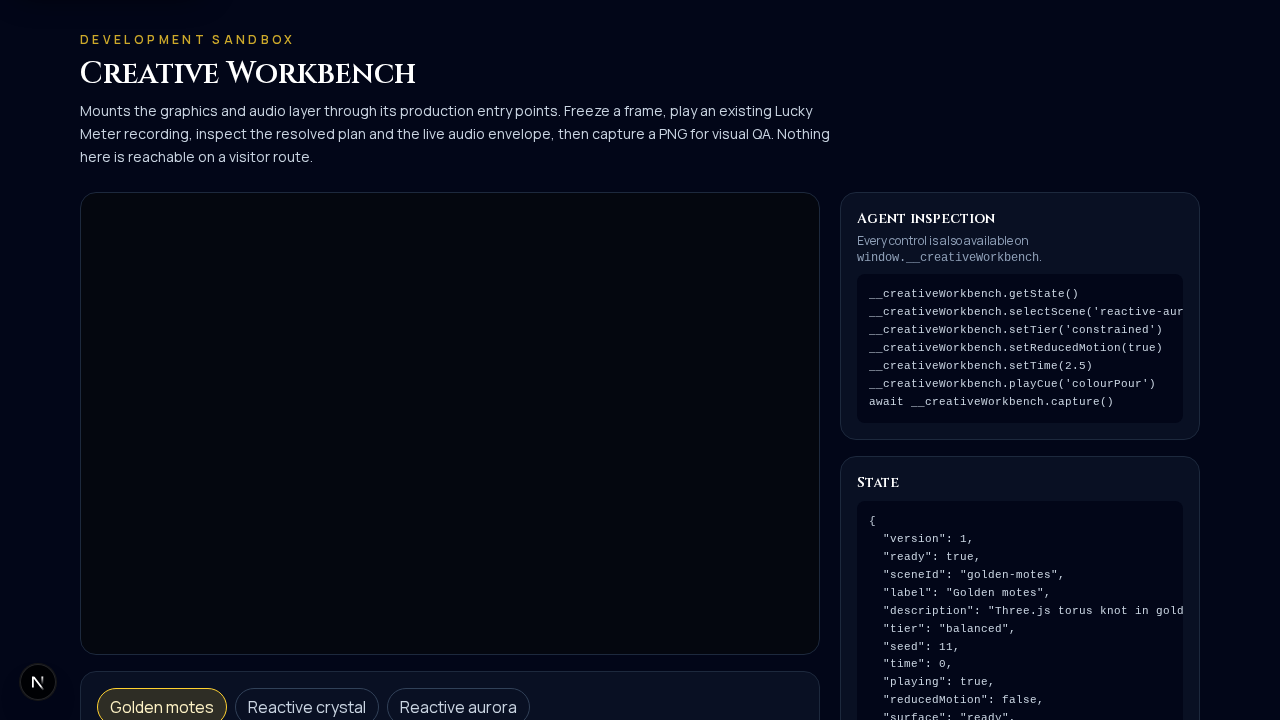 DEVELOPMENT SANDBOX
Creative Workbench
Mounts the graphics and audio layer through its production entry points. Freeze a frame, play an existing Lucky
Meter recording, inspect the resolved plan and the live audio envelope, then capture a PNG for visual QA. Nothing
here is reachable on a visitor route.
Agent inspection
Every control is also available on
window.__creativeWorkbench.
__creativeWorkbench.getState()
__creativeWorkbench.selectScene('reactive-aur
__creativeWorkbench.setTier('constrained')
__creativeWorkbench.setReducedMotion(true)
__creativeWorkbench.setTime(2.5)
__creativeWorkbench.playCue('colourPour')
await __creativeWorkbench.capture()
State
{
"version": 1,
"ready": true,
"sceneId": "golden-motes",
"label": "Golden motes",
"description": "Three.js torus knot in gold
"tier": "balanced",
"seed": 11,
"time": 0,
"playing": true,
"reducedMotion": false,
"surface": "ready",
Golden motes
Reactive crystal
Reactive aurora
N